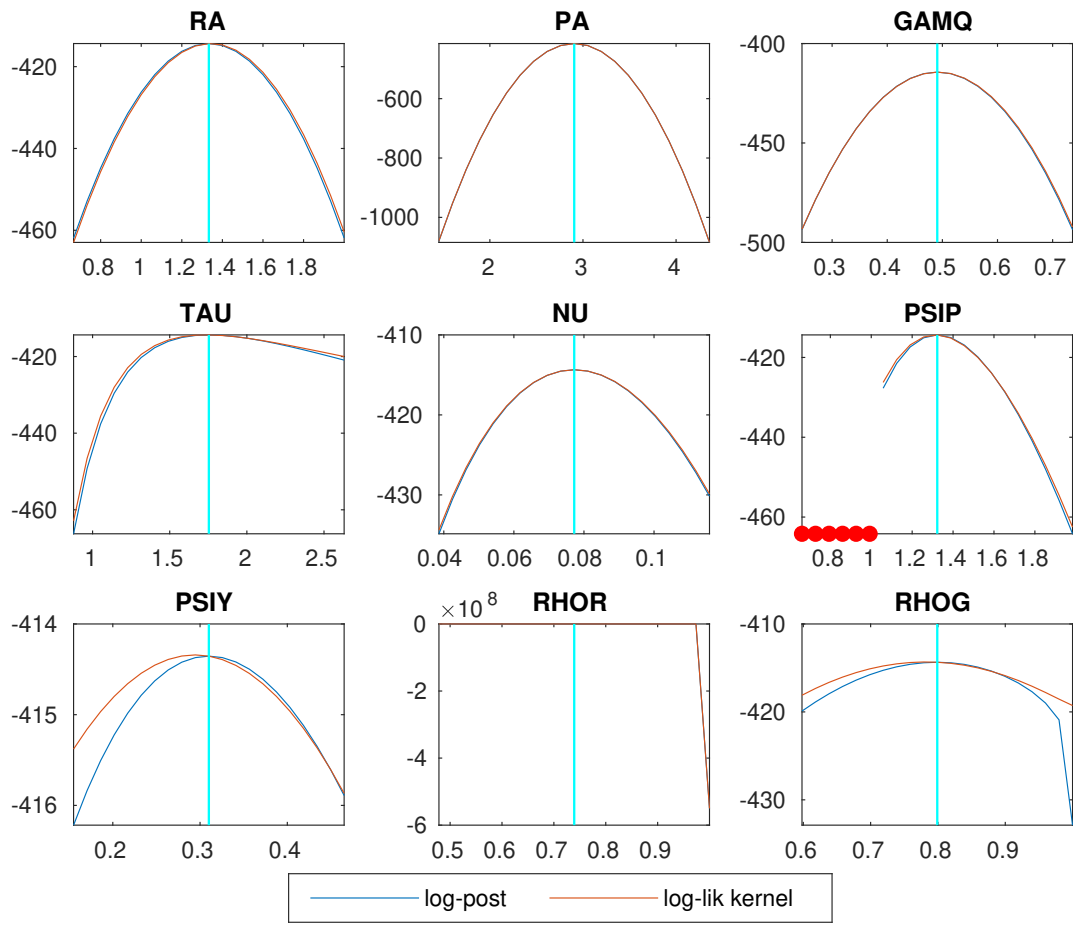 RA
PA
GAMQ
-420
-440
-460
0.8 1 1.2 1.4 1.6 1.8
-600
-800
-1000
2 3 4
-400
-450
-500
0.3 0.4 0.5 0.6 0.7
TAU
NU
PSIP
-420
-440
-460
1 1.5 2 2.5
-410
-420
-430
0.04 0.06 0.08 0.1
-420
-440
-460
0.8 1 1.2 1.4 1.6 1.8
PSIY
RHOR
RHOG
-414
-415
-416
0.2 0.3 0.4
× 10 8
0
-2
-4
-6
0.5 0.6 0.7 0.8 0.9
-410
-420
-430
0.6 0.7 0.8 0.9
log-post
log-lik kernel